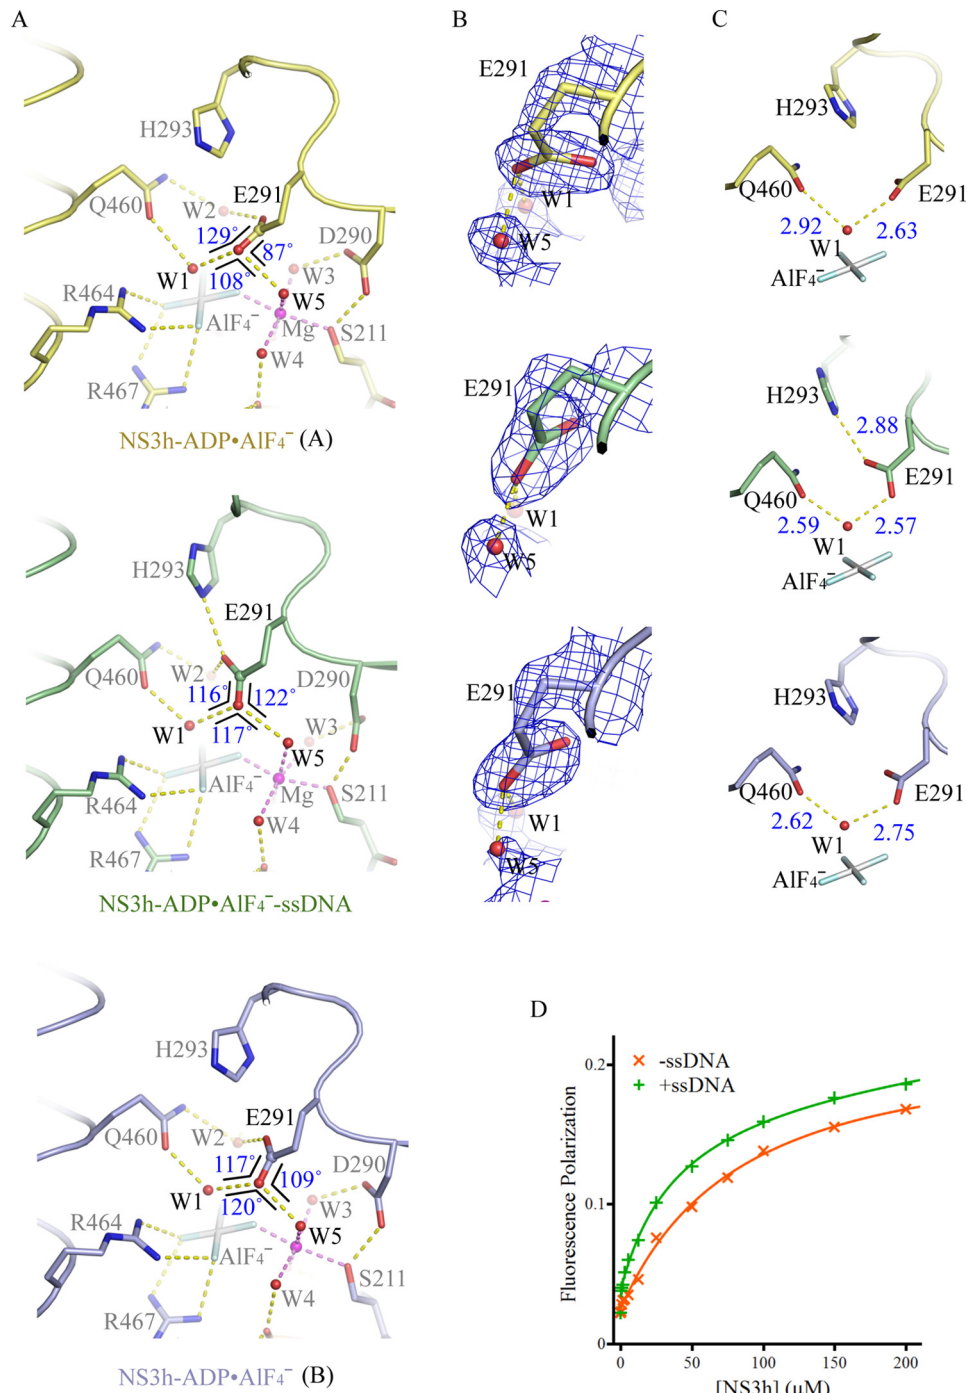 A
H293
E291
Q460
W2
129°
87°
D290
W1
108°
W3
R464
W5
AlF₄⁻
Mg
S211
W4
R467
NS3h-ADP•AlF₄⁻ (A)
H293
E291
Q460
W2
D290
116°
122°
W1
117°
W3
W5
R464
AlF₄⁻
Mg
S211
W4
R467
NS3h-ADP•AlF₄⁻-ssDNA
H293
E291
Q460
W2
117°
109°
D290
W1
120°
W3
R464
W5
AlF₄⁻
S211
W4
R467
NS3h-ADP•AlF₄⁻ (B)
B
E291
W1
W5
E291
W1
W5
E291
W1
W5
C
H293
Q460
E291
2.92
2.63
W1
AlF₄⁻
H293
2.88
Q460
E291
2.59
2.57
W1
AlF₄⁻
H293
Q460
E291
2.62
2.75
W1
AlF₄⁻
D
-ssDNA
+ssDNA
Fluorescence Polarization
0.2
0.1
0
0 50 100 150 200
[NS3h] (μM)